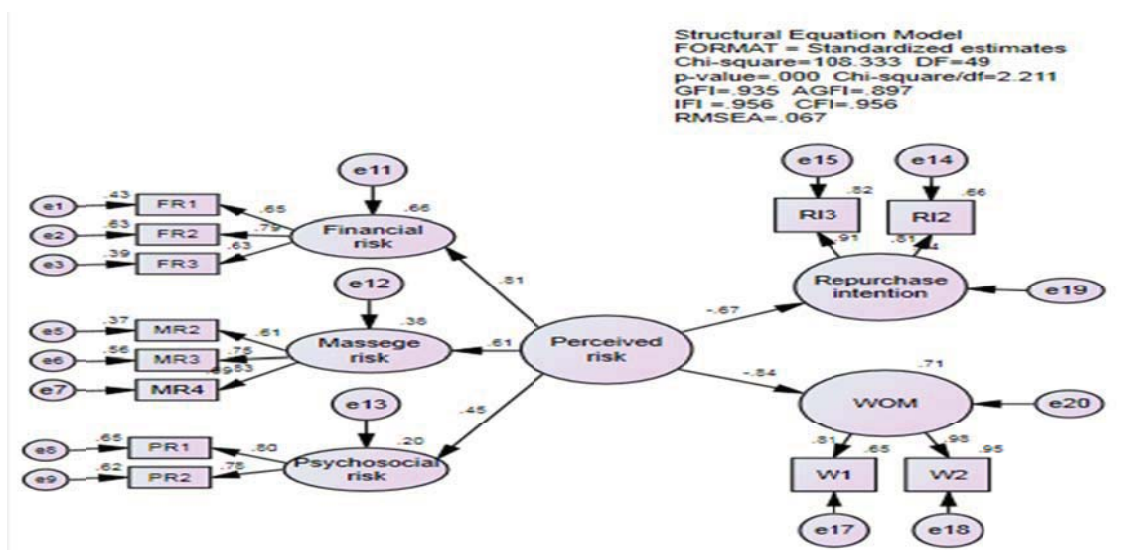 Structural Equation Model
FORMAT = Standardized estimates
Chi-square=108.333 DF=49
p-value=.000 Chi-square/df=2.211
GFI=.935 AGFI=.897
IFI =.956 CFI=.956
RMSEA=.067
e15
e14
e11
.82
.66
.43
e1
FR1
.65
.66
RI3
RI2
.63
e2
FR2
.79
Financial
risk
.91
.81
.39
e3
FR3
.63
e12
.81
Repurchase
intention
e19
.37
e5
MR2
.61
.38
-.67
.56
e6
MR3
.75
Massege
risk
.61
Perceived
risk
.71
e7
MR4
.83
-.84
e13
WOM
e20
.45
.65
e8
PR1
.80
.20
.81
.98
.62
e9
PR2
.78
Psychosocial
risk
.65
.95
W1
W2
e17
e18